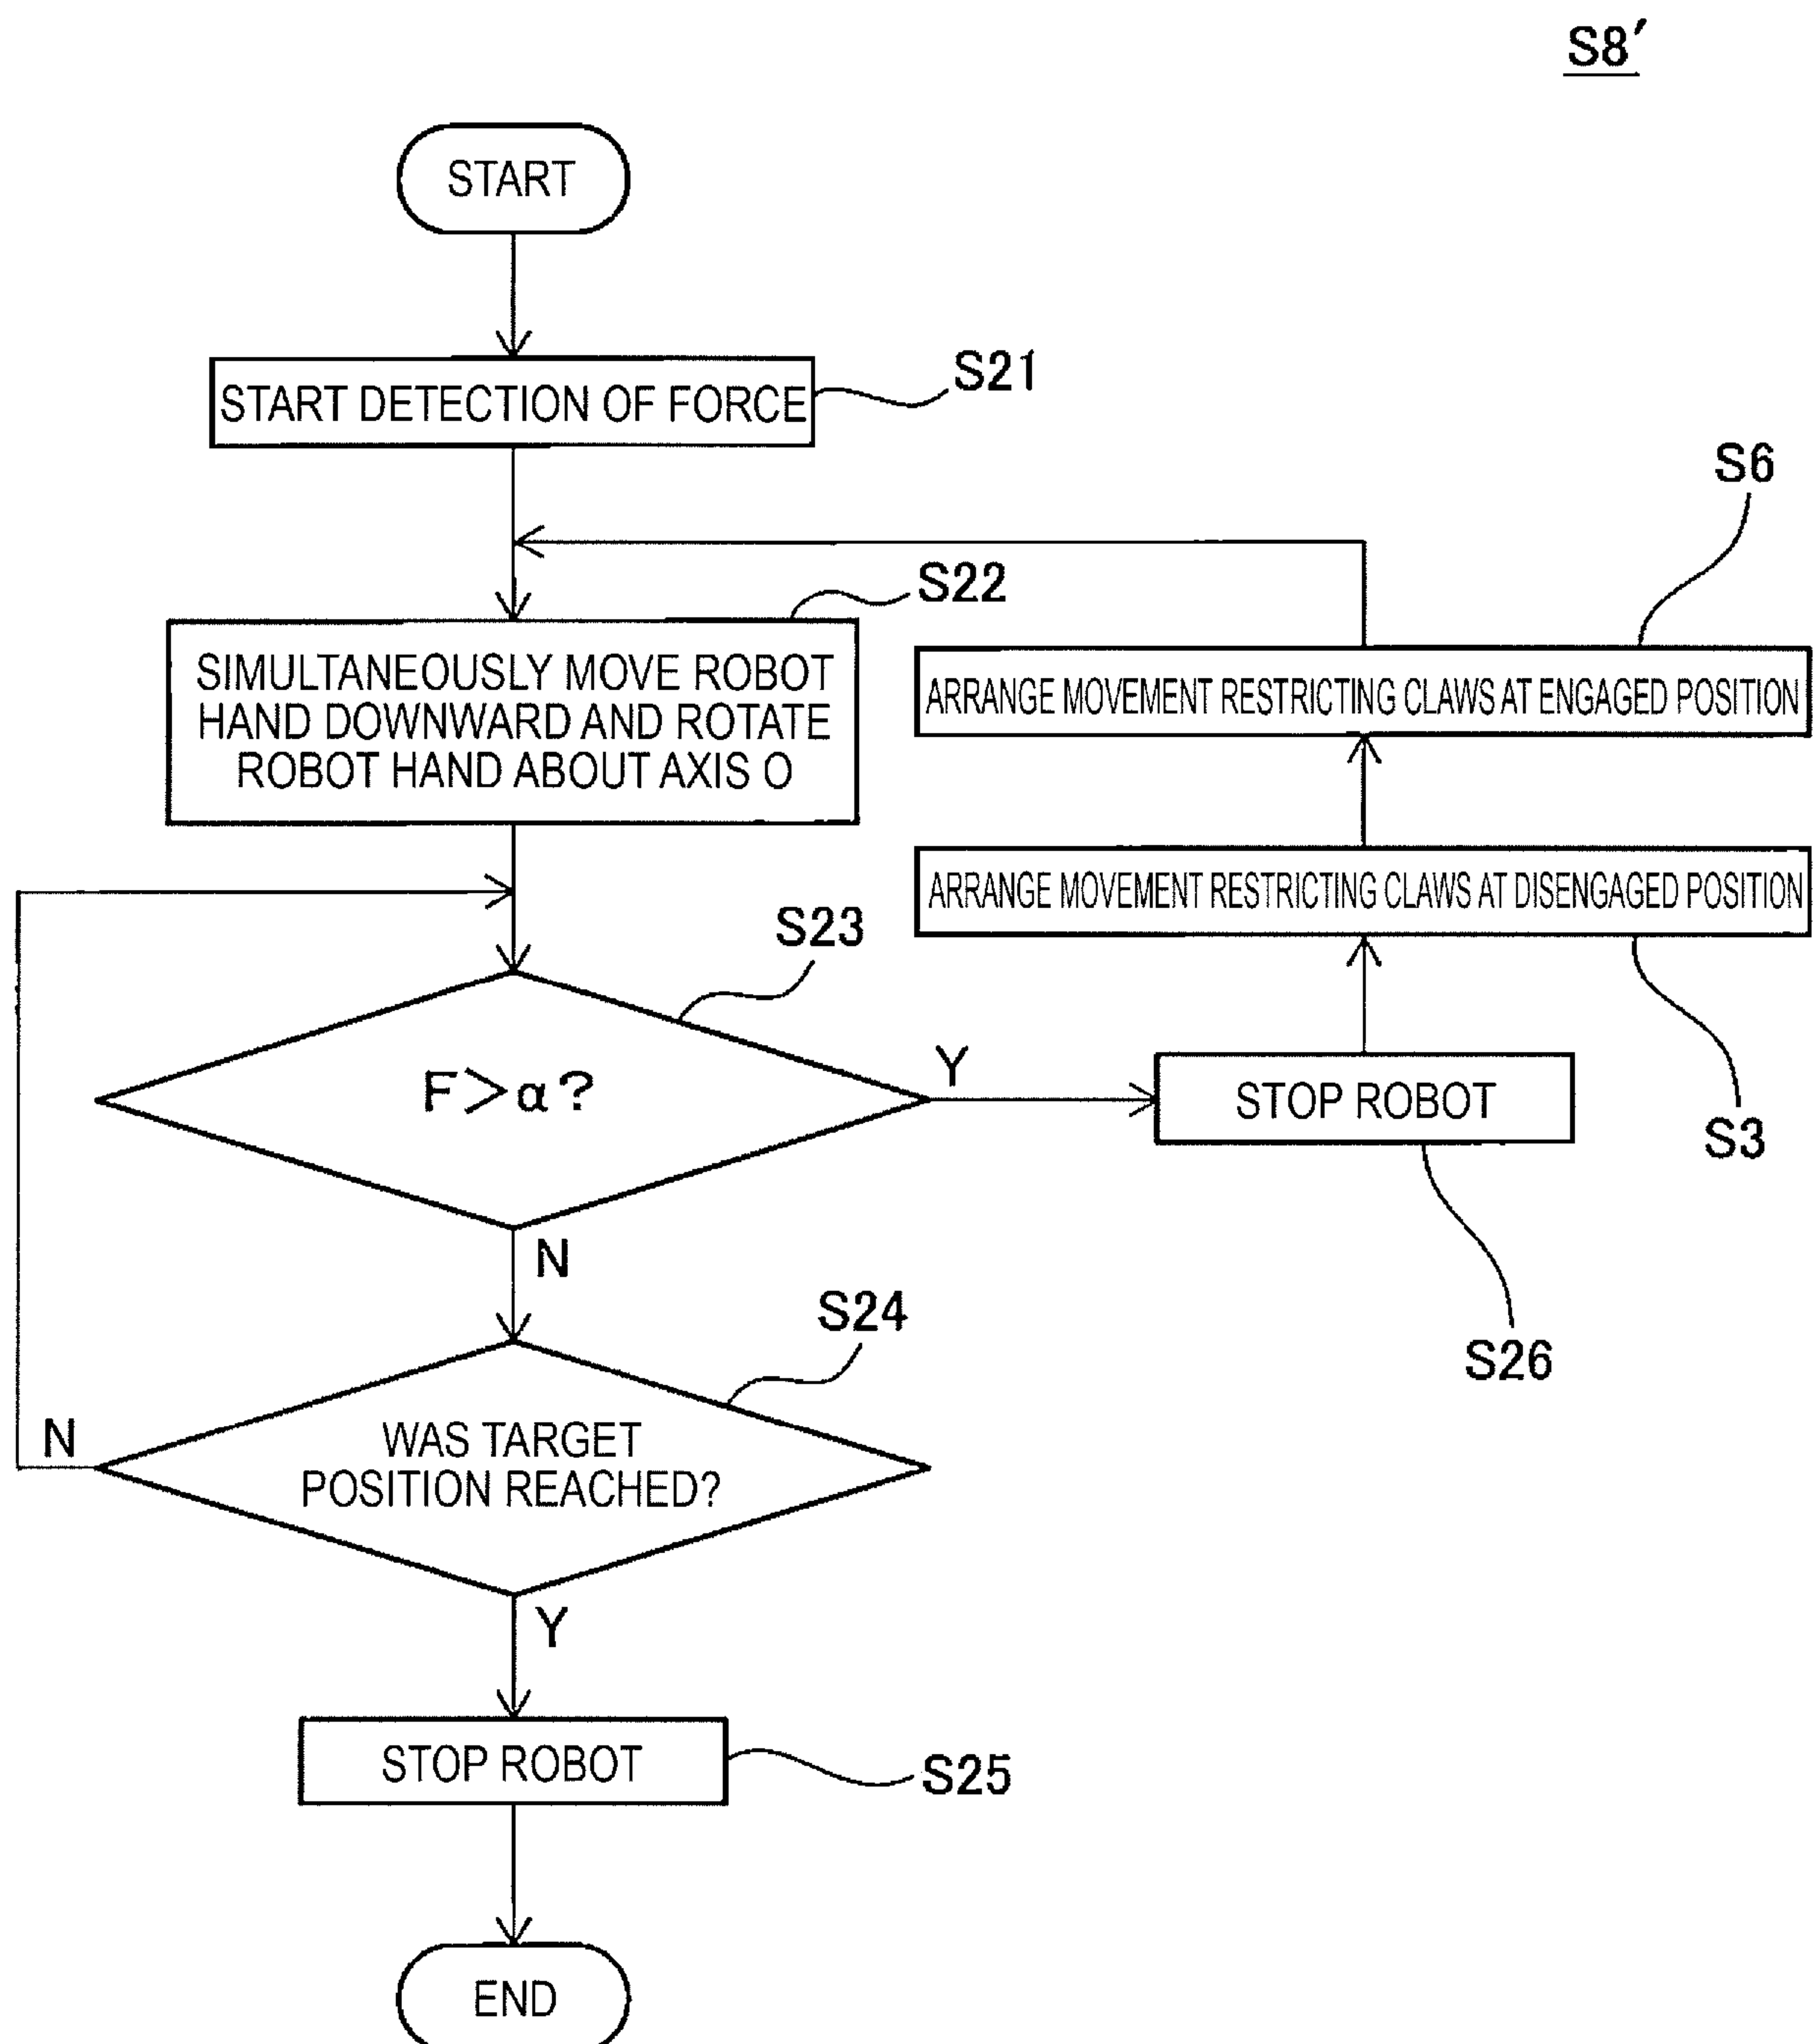 S8′
START
START DETECTION OF FORCE
S21
S6
S22
SIMULTANEOUSLY MOVE ROBOT
HAND DOWNWARD AND ROTATE
ROBOT HAND ABOUT AXIS O
ARRANGE MOVEMENT RESTRICTING CLAWS AT ENGAGED POSITION
ARRANGE MOVEMENT RESTRICTING CLAWS AT DISENGAGED POSITION
S23
F>α?
Y
STOP ROBOT
S3
N
S24
S26
WAS TARGET
POSITION REACHED?
N
Y
STOP ROBOT
S25
END